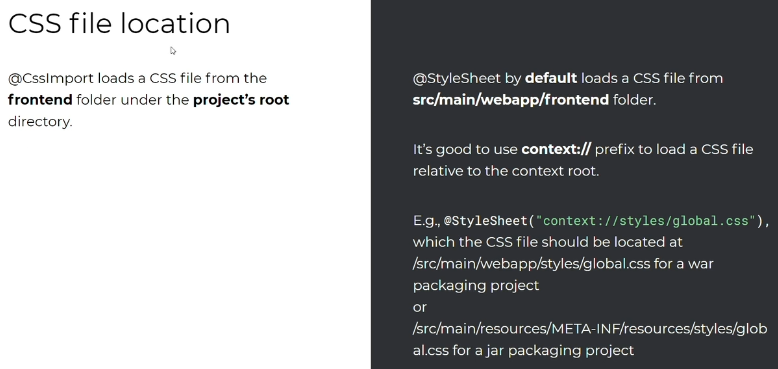 CSS file location
@CssImport loads a CSS file from the
frontend folder under the project's root
directory.
@StyleSheet by default loads a CSS file from
src/main/webapp/frontend folder.
It's good to use context:// prefix to load a CSS file
relative to the context root.
E.g., @StyleSheet("context://styles/global.css"),
which the CSS file should be located at
/src/main/webapp/styles/global.css for a war
packaging project
or
/src/main/resources/META-INF/resources/styles/glob
al.css for a jar packaging project